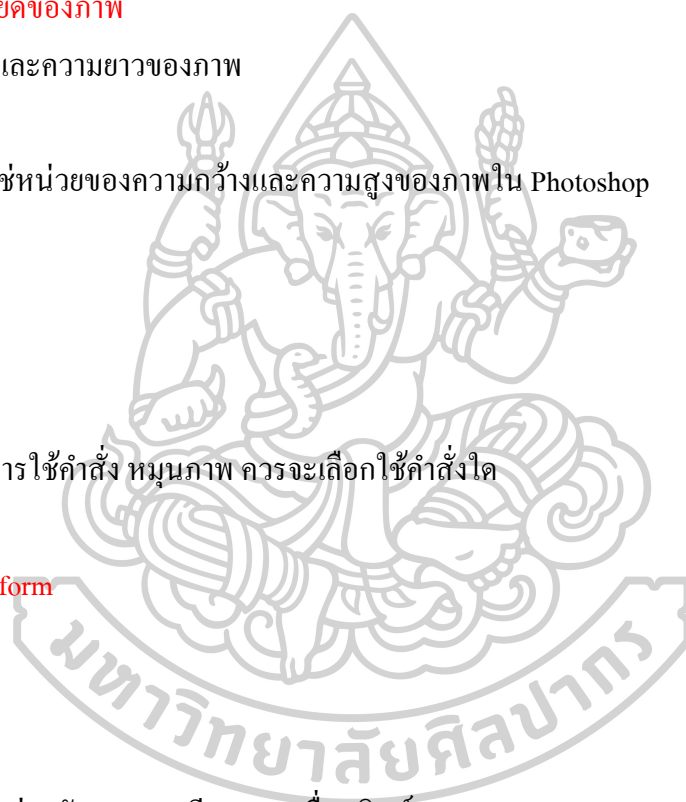 ยดของภาพ
และความยาวของภาพ
ช่หน่วยของความกว้างและความสูงของภาพใน Photoshop
ารใช้คำสั่ง หมุนภาพ ควรจะเลือกใช้คำสั่งใด
form
มหาวิทยาลัยศิลปากร